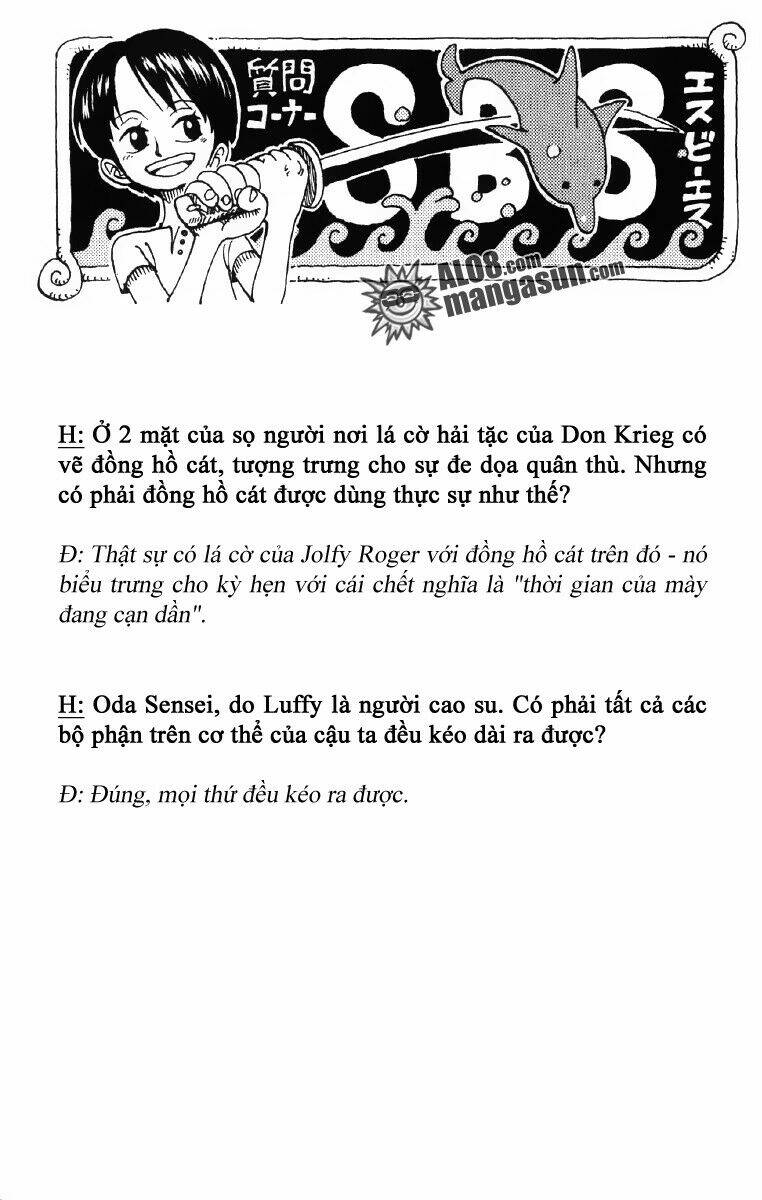 質問
コーナー
SBS
エスビーエス
AL08.com
mangasun.com
H: Ở 2 mặt của sọ người nơi lá cờ hải tặc của Don Krieg có
vẽ đồng hồ cát, tượng trưng cho sự đe dọa quân thù. Nhưng
có phải đồng hồ cát được dùng thực sự như thế?
Đ: Thật sự có lá cờ của Jolfy Roger với đồng hồ cát trên đó - nó
biểu trưng cho kỳ hẹn với cái chết nghĩa là "thời gian của mày
đang cạn dần".
H: Oda Sensei, do Luffy là người cao su. Có phải tất cả các
bộ phận trên cơ thể của cậu ta đều kéo dài ra được?
Đ: Đúng, mọi thứ đều kéo ra được.